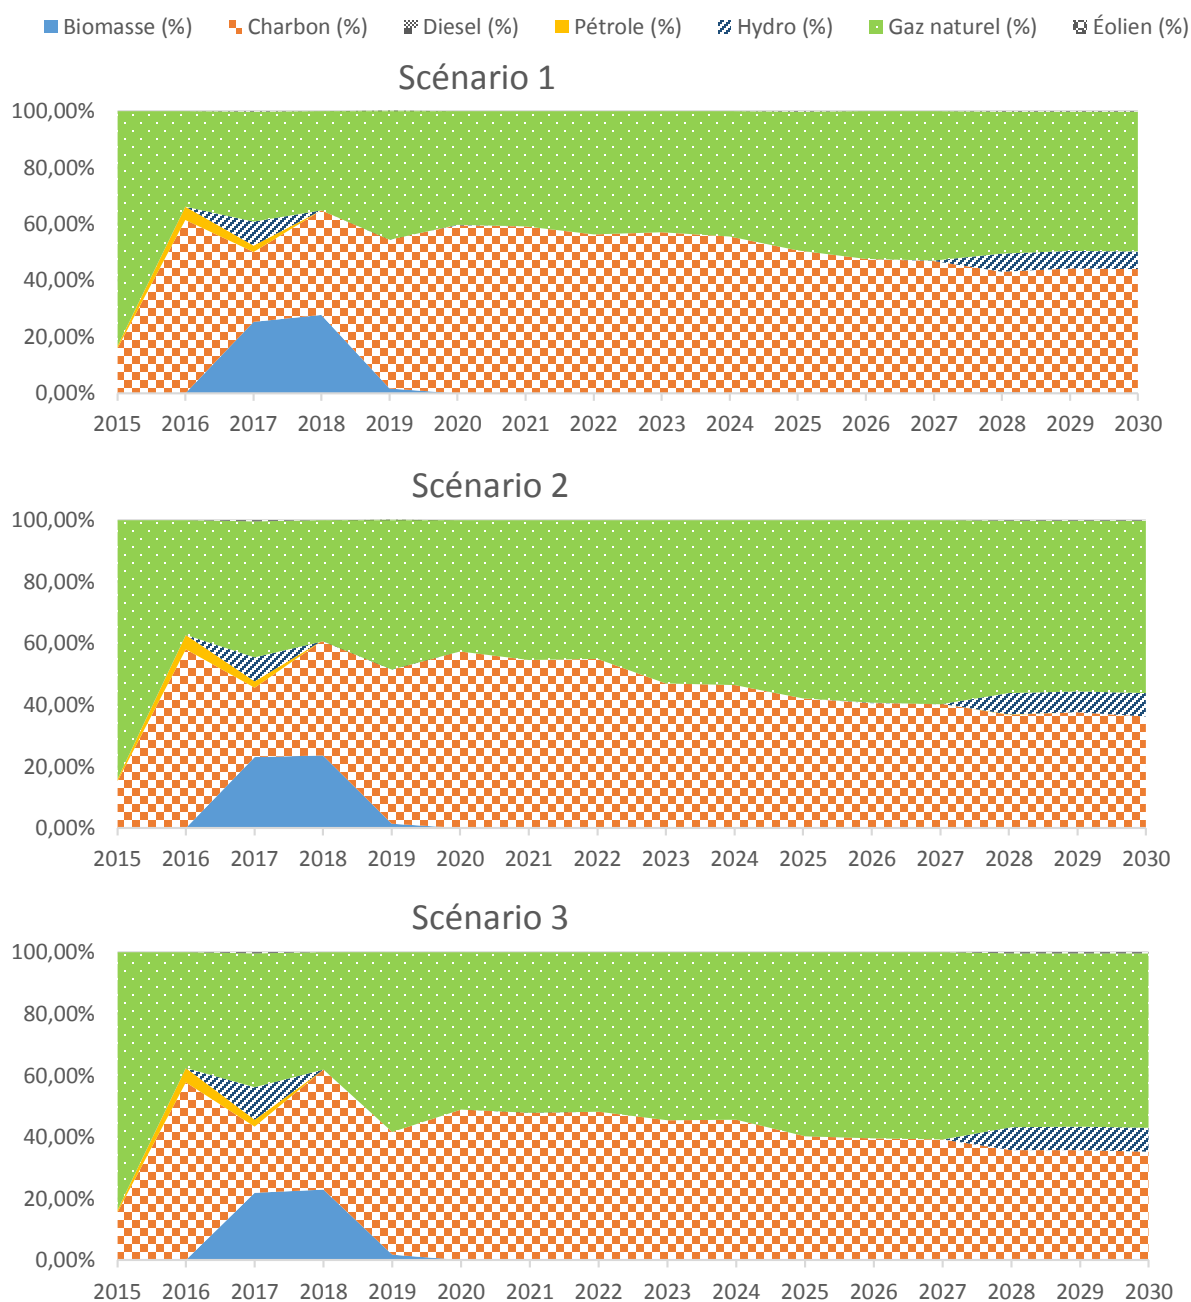 Biomasse (%) Charbon (%) Diesel (%) Pétrole (%) Hydro (%) Gaz naturel (%) Éolien (%)
Scénario 1
100,00%
80,00%
60,00%
40,00%
20,00%
0,00%
2015 2016 2017 2018 2019 2020 2021 2022 2023 2024 2025 2026 2027 2028 2029 2030
Scénario 2
100,00%
80,00%
60,00%
40,00%
20,00%
0,00%
2015 2016 2017 2018 2019 2020 2021 2022 2023 2024 2025 2026 2027 2028 2029 2030
Scénario 3
100,00%
80,00%
60,00%
40,00%
20,00%
0,00%
2015 2016 2017 2018 2019 2020 2021 2022 2023 2024 2025 2026 2027 2028 2029 2030